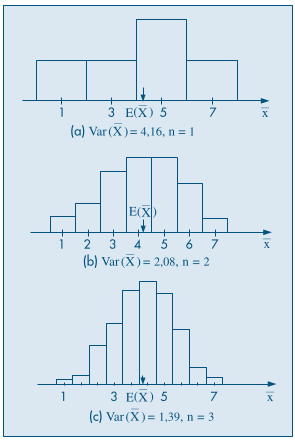 1 3 E(X̅) 5 7 x̅
(a) Var(X̅) = 4,16, n = 1
E(X̅)
1 2 3 4 5 6 7 x̅
(b) Var(X̅) = 2,08, n = 2
1 3 E(X̅) 5 7 x̅
(c) Var(X̅) = 1,39, n = 3